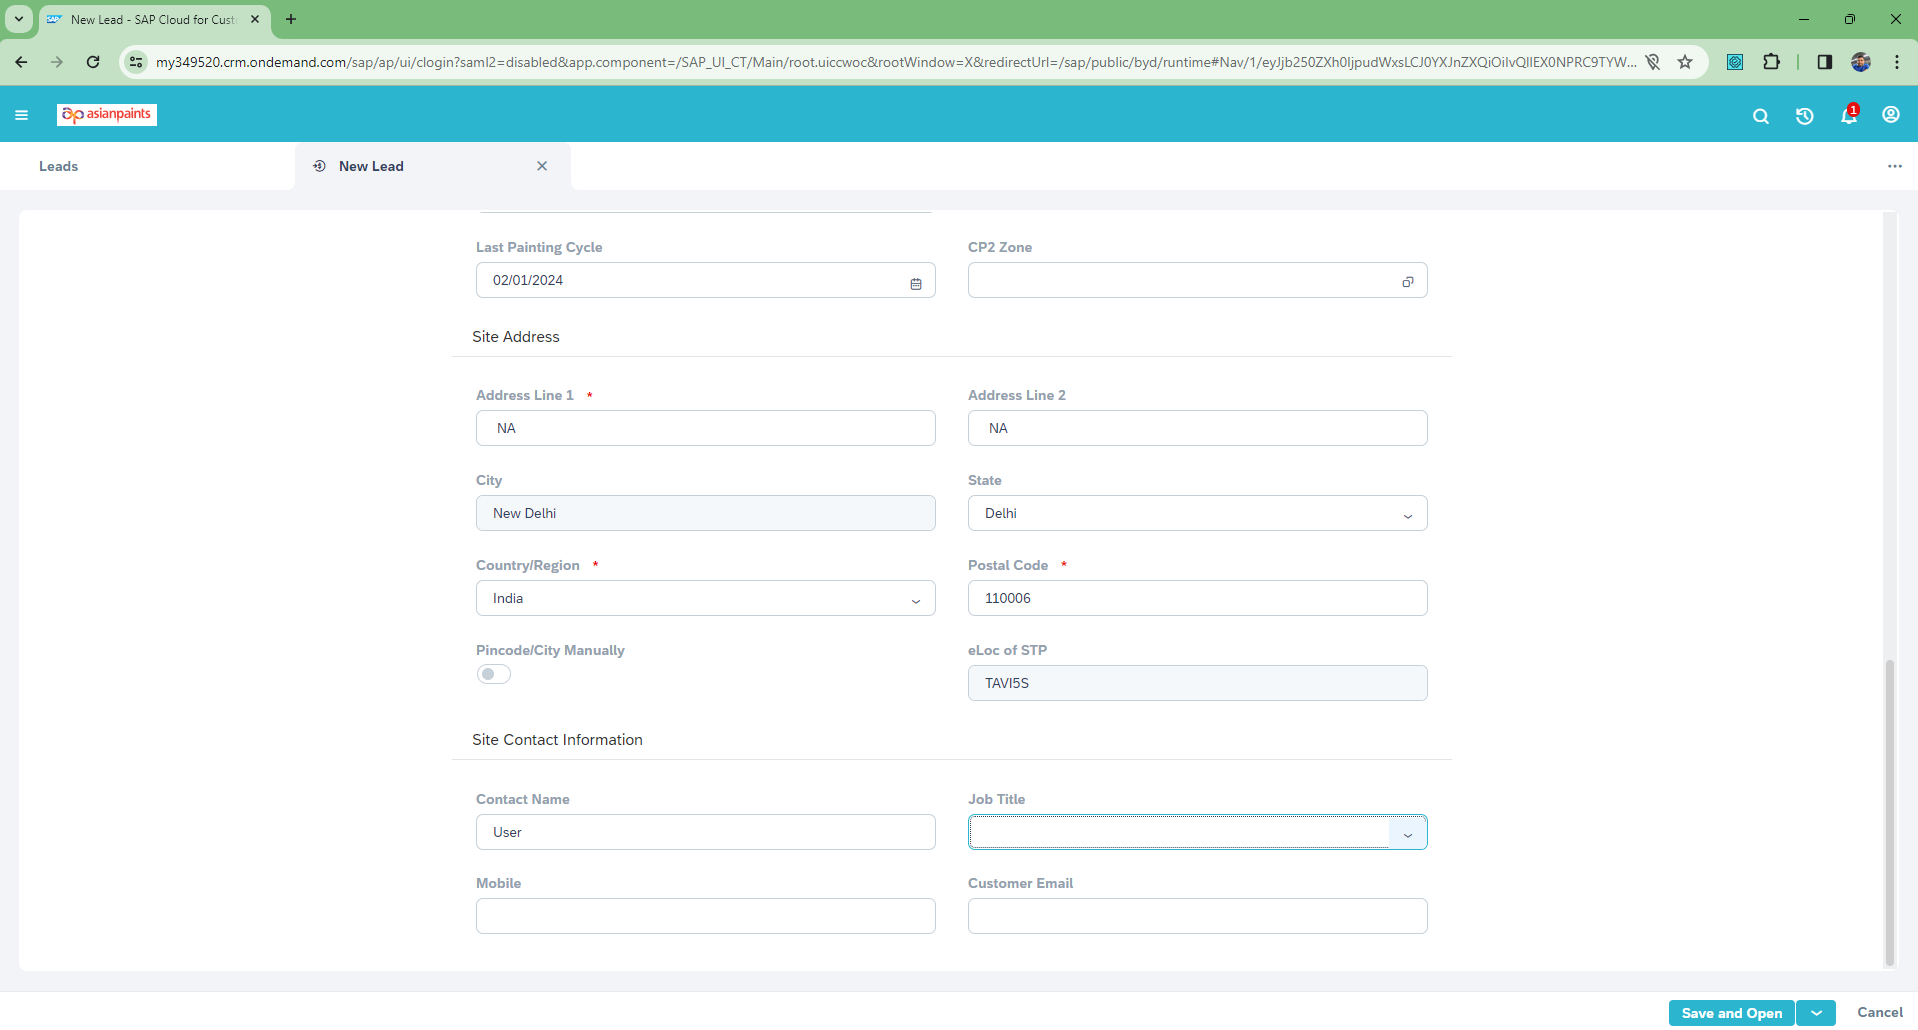 New Lead - SAP Cloud for Cust
my349520.crm.ondemand.com/sap/ap/ui/clogin?saml2=disabled&app.component=/SAP_UI_CT/Main/root.uiccwoc&rootWindow=X&redirectUrl=/sap/public/byd/runtime#Nav/1/eyJjb250ZXh0IjpudWxsLCJ0YXJnZXQiOiIvQllEX0NPRC9TYW...
asianpaints
1
Leads
New Lead
Last Painting Cycle
CP2 Zone
02/01/2024
Site Address
Address Line 1 *
Address Line 2
NA
NA
City
State
New Delhi
Delhi
Country/Region *
Postal Code *
India
110006
Pincode/City Manually
eLoc of STP
TAVI5S
Site Contact Information
Contact Name
Job Title
User
Mobile
Customer Email
Save and Open
Cancel